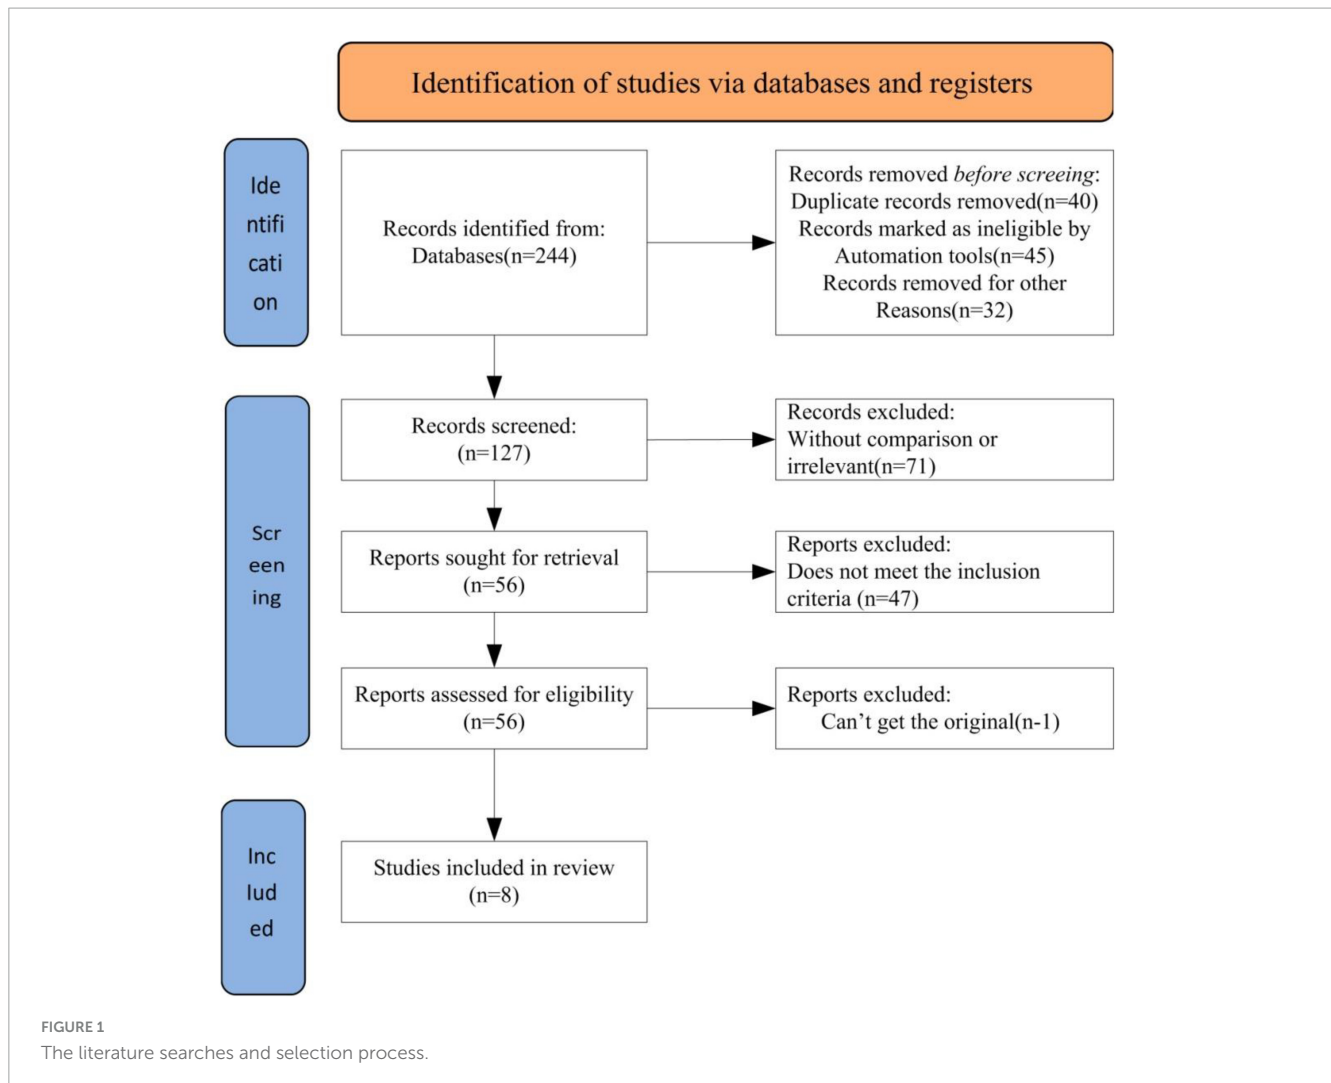 Identification of studies via databases and registers
Ide
ntifi
cati
on
Records identified from:
Databases(n=244)
Records removed before screeing:
Duplicate records removed(n=40)
Records marked as ineligible by
Automation tools(n=45)
Records removed for other
Reasons(n=32)
Scr
een
ing
Records screened:
(n=127)
Records excluded:
Without comparison or
irrelevant(n=71)
Reports sought for retrieval
(n=56)
Reports excluded:
Does not meet the inclusion
criteria (n=47)
Reports assessed for eligibility
(n=56)
Reports excluded:
Can’t get the original(n-1)
Inc
lud
ed
Studies included in review
(n=8)
FIGURE 1
The literature searches and selection process.